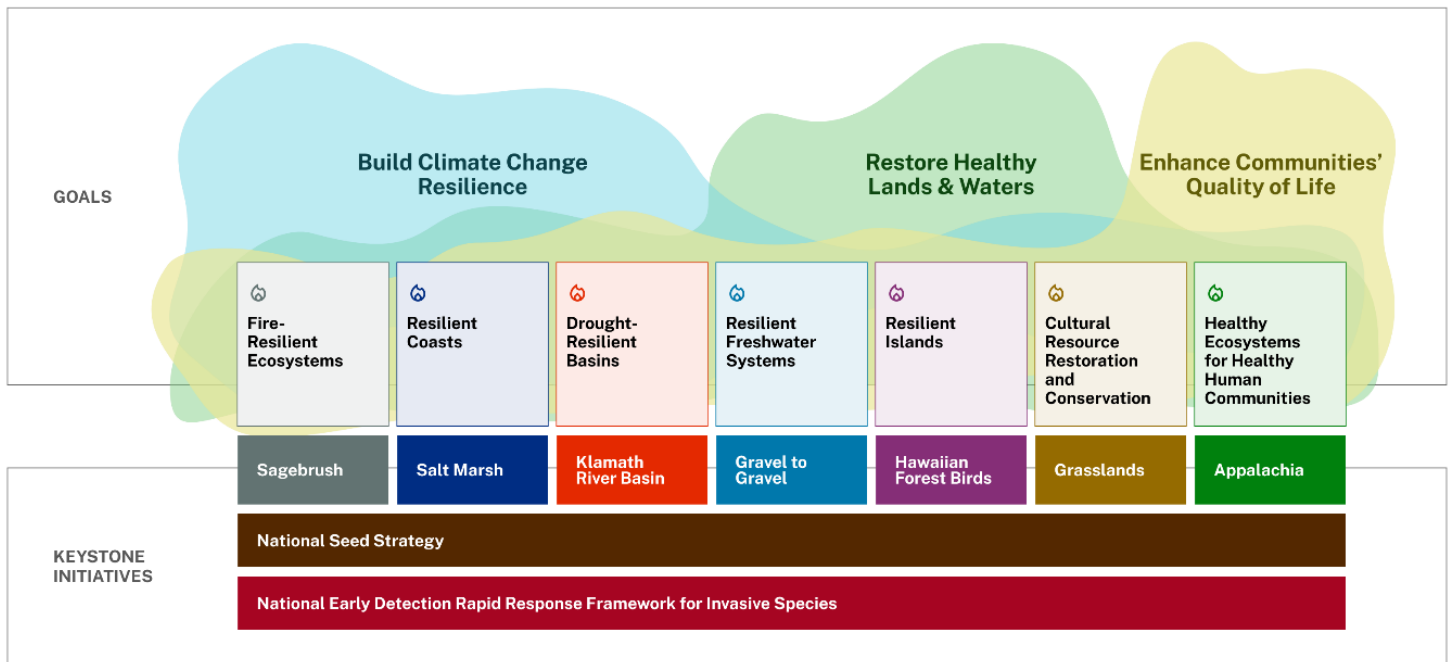 Build Climate Change
Resilience
Restore Healthy
Lands & Waters
Enhance Communities’
Quality of Life
GOALS
Fire-
Resilient
Ecosystems
Resilient
Coasts
Drought-
Resilient
Basins
Resilient
Freshwater
Systems
Resilient
Islands
Cultural
Resource
Restoration
and
Conservation
Healthy
Ecosystems
for Healthy
Human
Communities
Sagebrush
Salt Marsh
Klamath
River Basin
Gravel to
Gravel
Hawaiian
Forest Birds
Grasslands
Appalachia
KEYSTONE
INITIATIVES
National Seed Strategy
National Early Detection Rapid Response Framework for Invasive Species